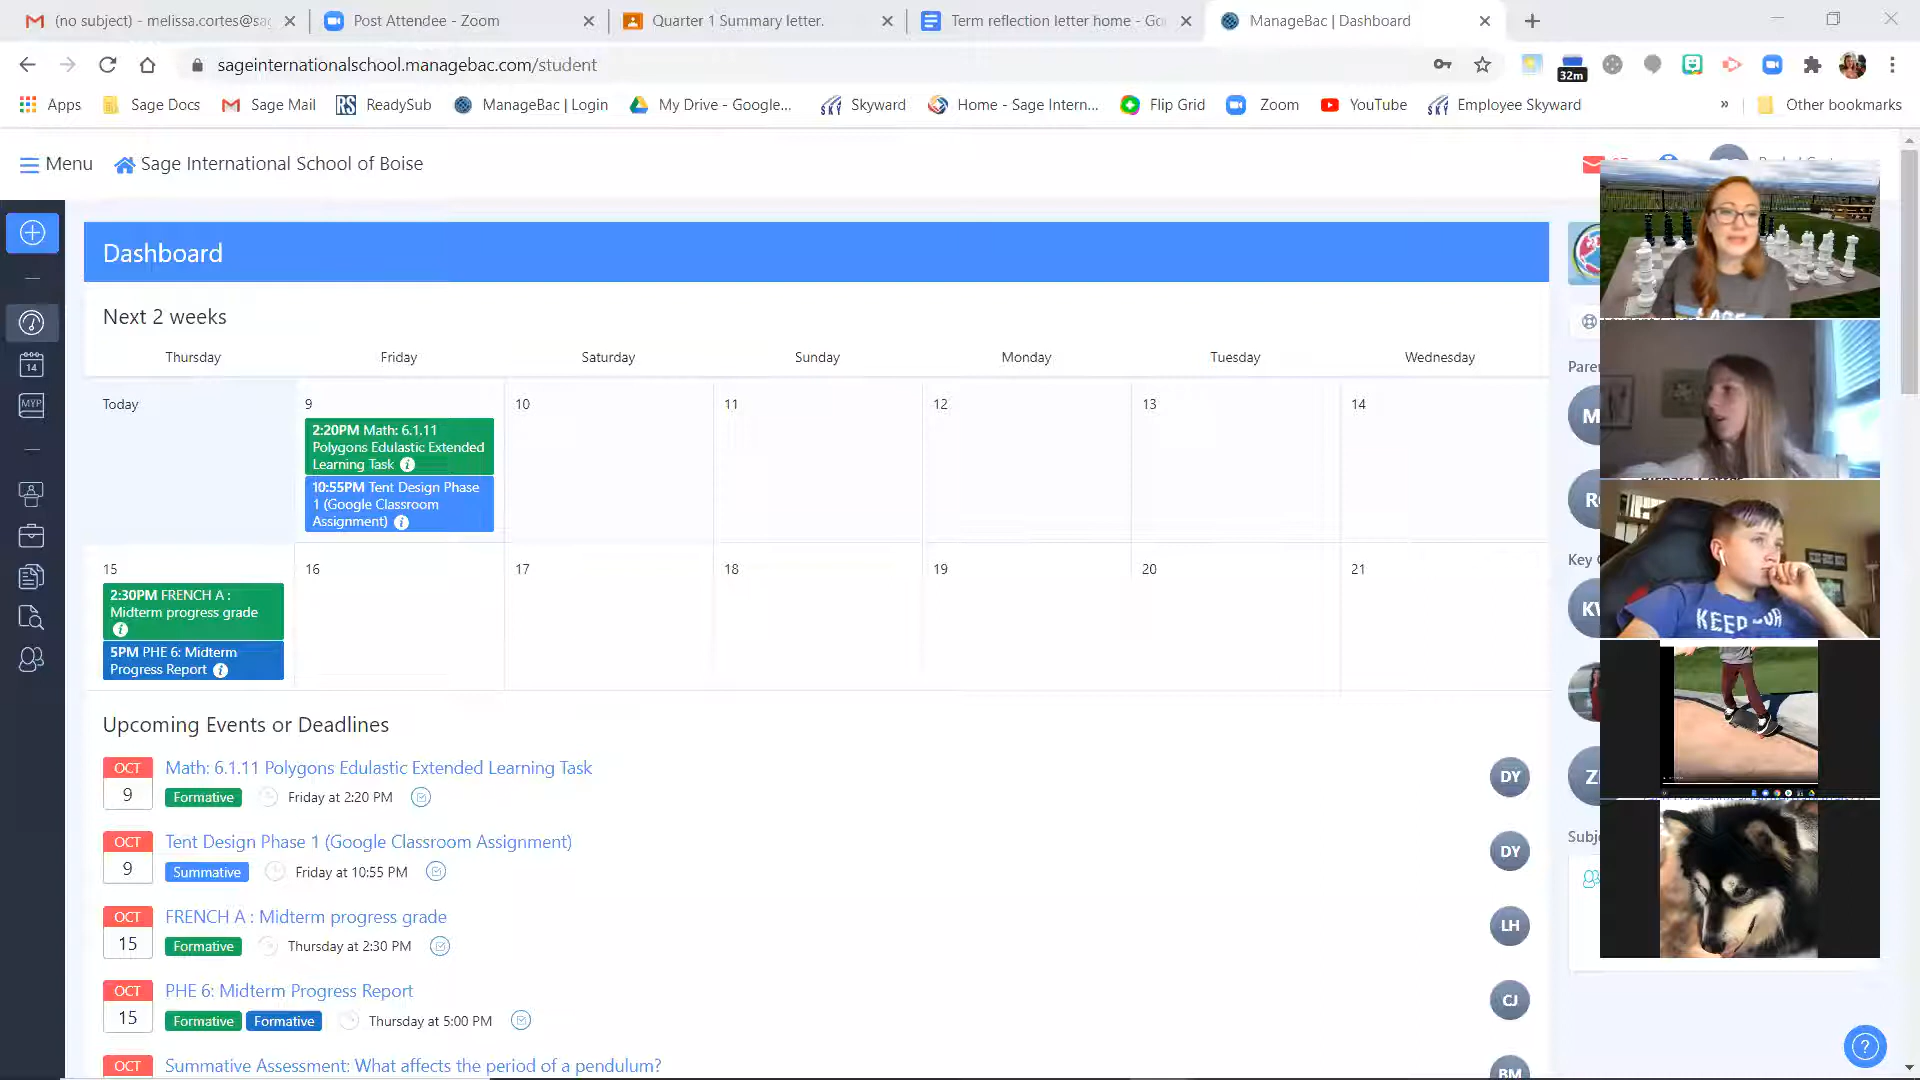 (no subject) - melissa.cortes@sa
Post Attendee - Zoom
Quarter 1 Summary letter.
Term reflection letter home - Go
ManageBac | Dashboard
sageinternationalschool.managebac.com/student
32m
Apps
Sage Docs
Sage Mail
ReadySub
ManageBac | Login
My Drive - Google...
Skyward
Home - Sage Intern...
Flip Grid
Zoom
YouTube
Employee Skyward
»
Other bookmarks
Menu
Sage International School of Boise
Dashboard
Next 2 weeks
Thursday Friday Saturday Sunday Monday Tuesday Wednesday
Today 9 10 11 12 13 14
2:20PM Math: 6.1.11
Polygons Edulastic Extended
Learning Task
10:55PM Tent Design Phase
1 (Google Classroom
Assignment)
15 16 17 18 19 20 21
2:30PM FRENCH A :
Midterm progress grade
5PM PHE 6: Midterm
Progress Report
14
MYP
Upcoming Events or Deadlines
OCT
9
Math: 6.1.11 Polygons Edulastic Extended Learning Task
Formative Friday at 2:20 PM
DY
OCT
9
Tent Design Phase 1 (Google Classroom Assignment)
Summative Friday at 10:55 PM
DY
OCT
15
FRENCH A : Midterm progress grade
Formative Thursday at 2:30 PM
LH
OCT
15
PHE 6: Midterm Progress Report
Formative Formative Thursday at 5:00 PM
CJ
OCT
Summative Assessment: What affects the period of a pendulum?
BM
Pare
M
Key
Z
Subj
KEEP OUR
?